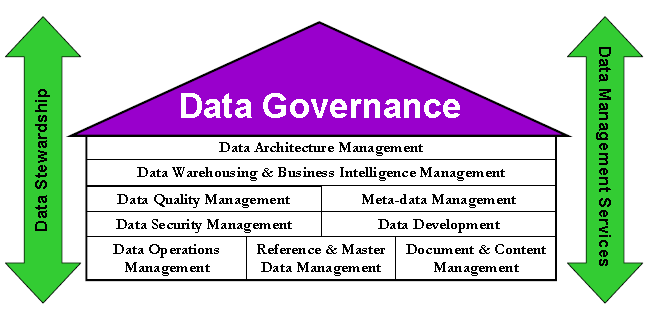 Data Governance
Data Stewardship
Data Management Services
Data Architecture Management
Data Warehousing & Business Intelligence Management
Data Quality Management
Meta-data Management
Data Security Management
Data Development
Data Operations
Management
Reference & Master
Data Management
Document & Content
Management